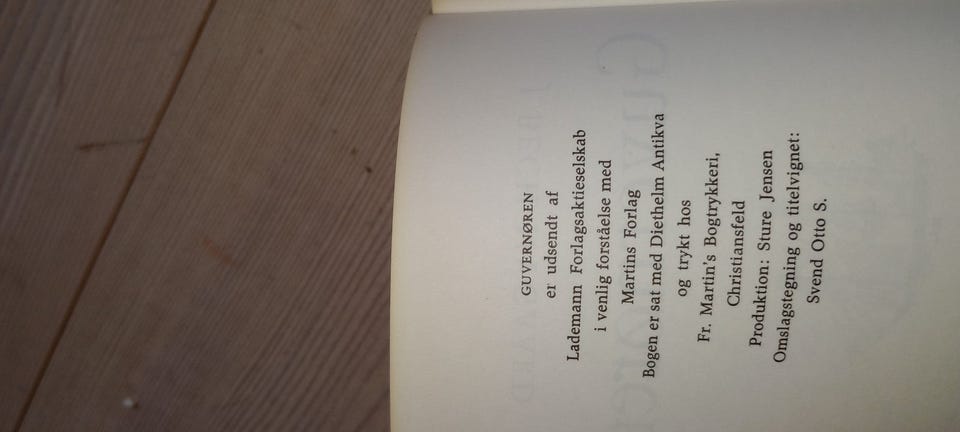 GUVERNØREN
er udsendt af
Lademann Forlagsaktieselskab
i venlig forståelse med
Martins Forlag
Bogen er sat med Diethelm Antikva
og trykt hos
Fr. Martin's Bogtrykkeri,
Christiansfeld
Produktion: Sture Jensen
Omslagstegning og titelvignet:
Svend Otto S.